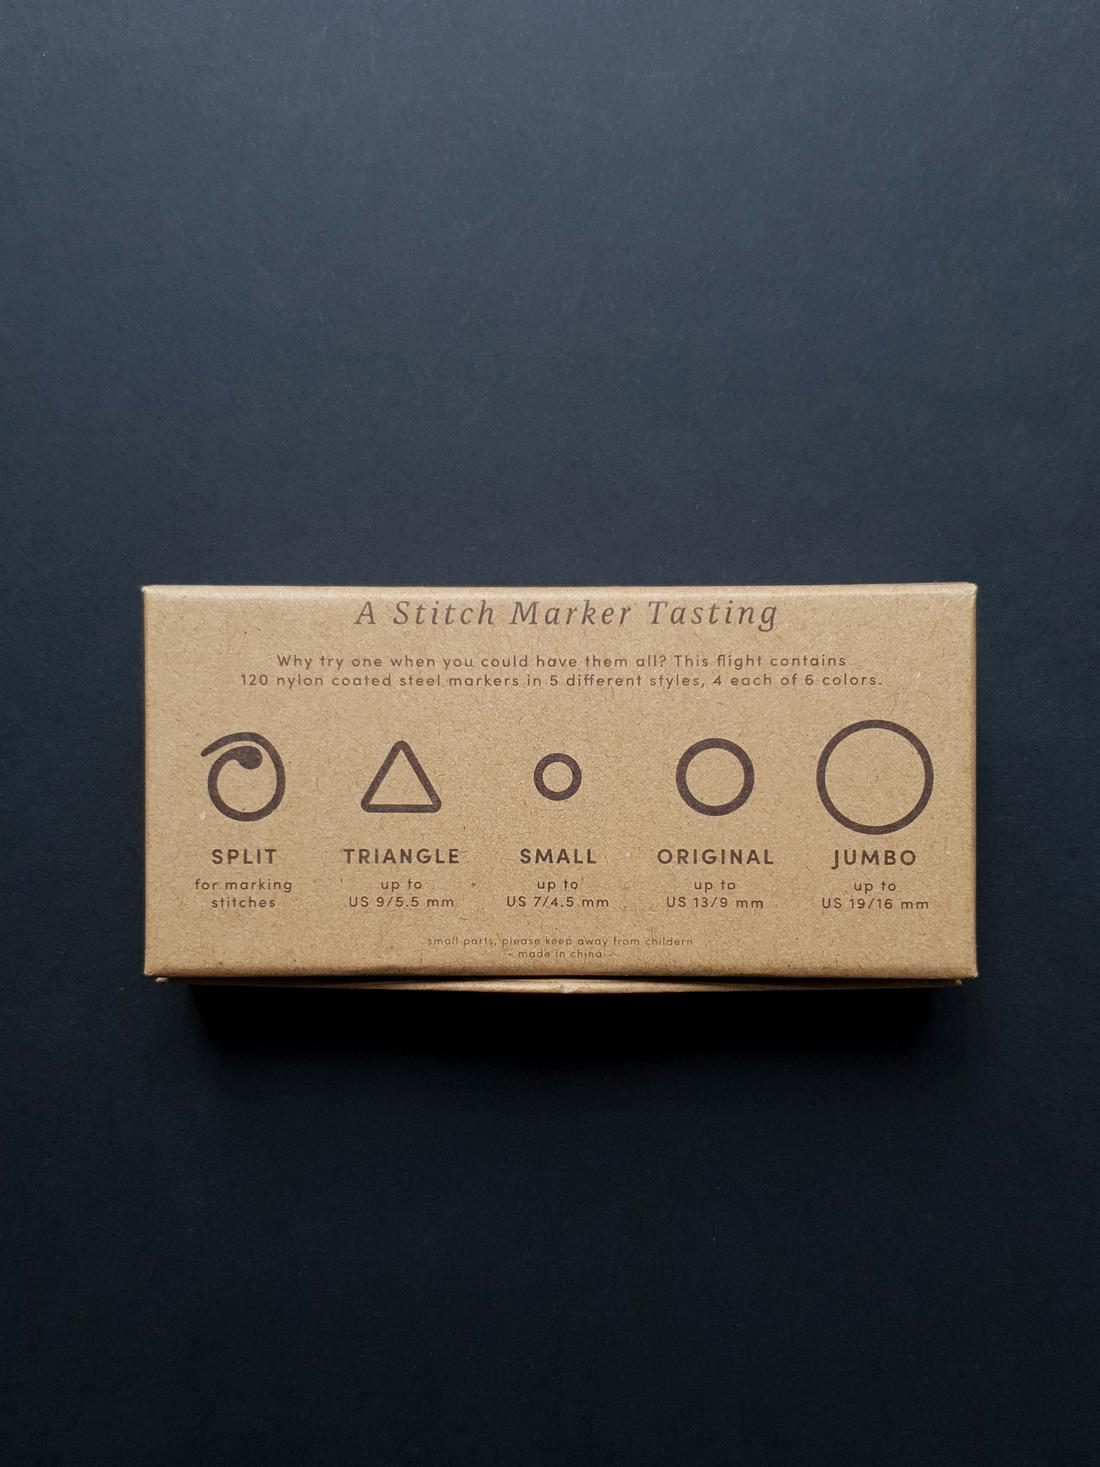 A Stitch Marker Tasting
Why try one when you could have them all? This flight contains
120 nylon coated steel markers in 5 different styles, 4 each of 6 colors.
SPLIT
for marking
stitches
TRIANGLE
up to
US 9/5.5 mm
SMALL
up to
US 7/4.5 mm
ORIGINAL
up to
US 13/9 mm
JUMBO
up to
US 19/16 mm
small parts, please keep away from childern
- made in china -